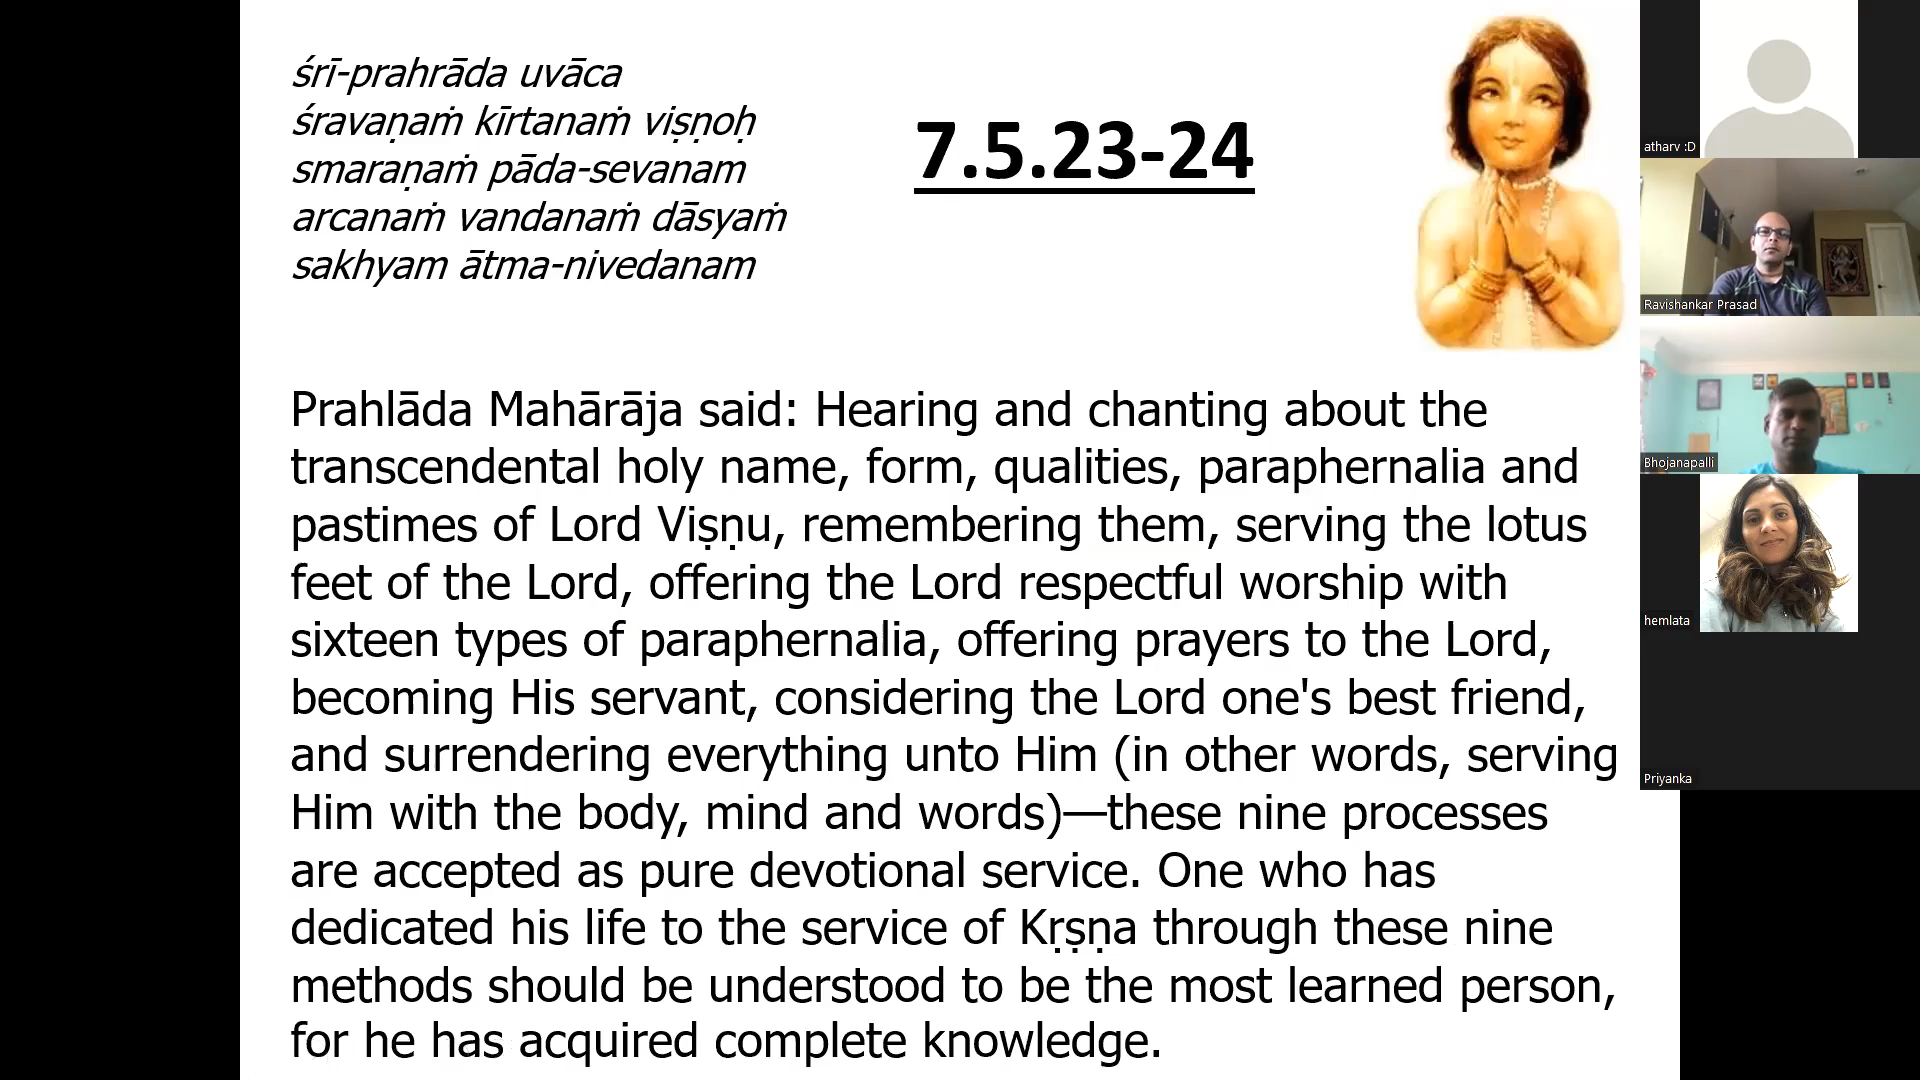 śrī-prahrāda uvāca
śravaṇaṁ kīrtanaṁ viṣṇoḥ
smaraṇaṁ pāda-sevanam
arcanaṁ vandanaṁ dāsyaṁ
sakhyam ātma-nivedanam
7.5.23-24
Prahlāda Mahārāja said: Hearing and chanting about the
transcendental holy name, form, qualities, paraphernalia and
pastimes of Lord Viṣṇu, remembering them, serving the lotus
feet of the Lord, offering the Lord respectful worship with
sixteen types of paraphernalia, offering prayers to the Lord,
becoming His servant, considering the Lord one's best friend,
and surrendering everything unto Him (in other words, serving
Him with the body, mind and words)—these nine processes
are accepted as pure devotional service. One who has
dedicated his life to the service of Kṛṣṇa through these nine
methods should be understood to be the most learned person,
for he has acquired complete knowledge.
atharv :D
Ravishankar Prasad
Bhojanapalli
hemlata
Priyanka